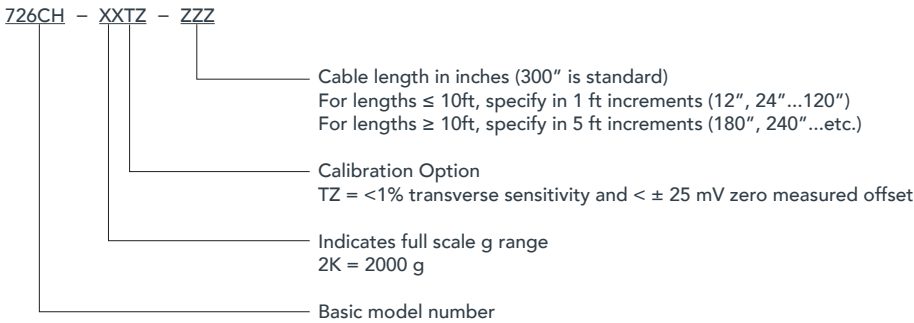 726CH – XXTZ – ZZZ
Cable length in inches (300” is standard)
For lengths ≤ 10ft, specify in 1 ft increments (12”, 24”...120”)
For lengths ≥ 10ft, specify in 5 ft increments (180”, 240”...etc.)
Calibration Option
TZ = <1% transverse sensitivity and < ± 25 mV zero measured offset
Indicates full scale g range
2K = 2000 g
Basic model number